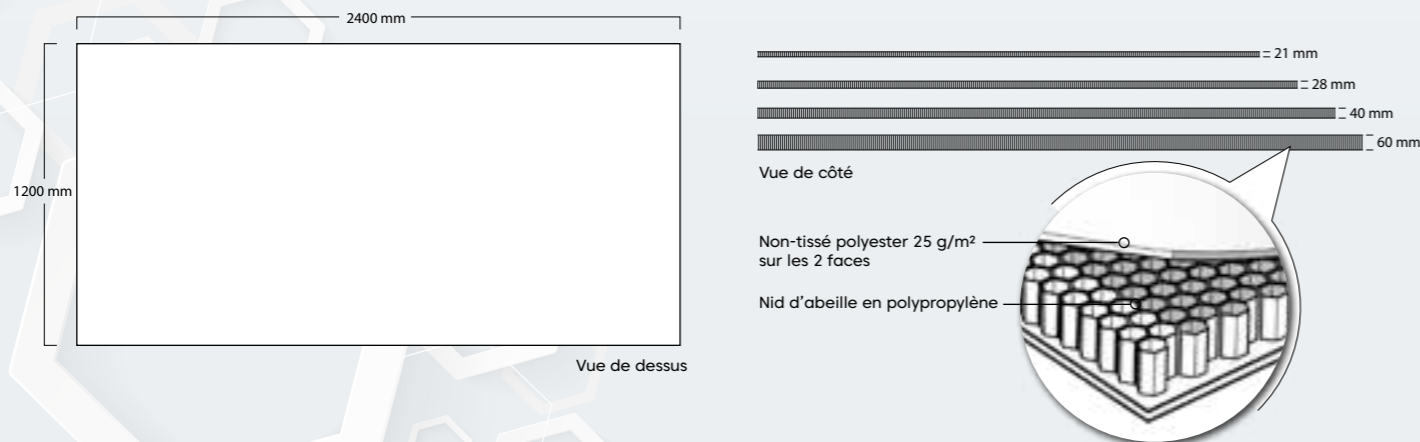 2400 mm
1200 mm
Vue de dessus
21 mm
28 mm
40 mm
60 mm
Vue de côté
Non-tissé polyester 25 g/m²
sur les 2 faces
Nid d’abeille en polypropylène